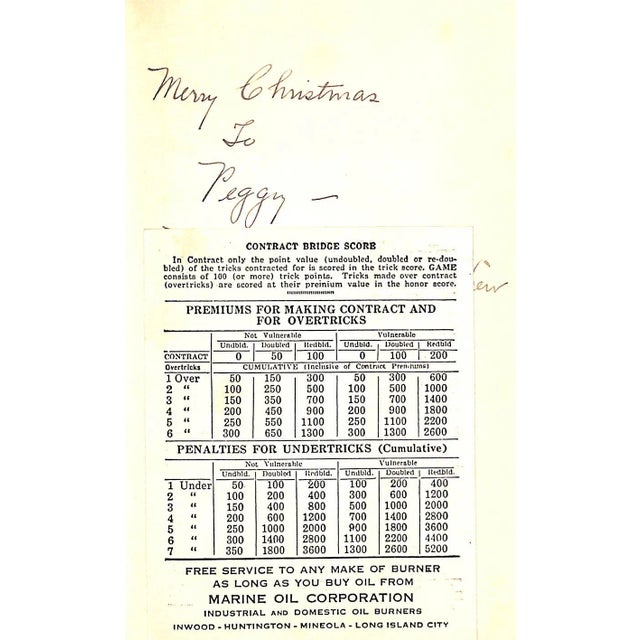 Merry Christmas
To
Peggy —
CONTRACT BRIDGE SCORE
In Contract only the point value (undoubled, doubled or re-dou-
bled) of the tricks contracted for is scored in the trick score. GAME
consists of 100 (or more) trick points. Tricks made over contract
(overtricks) are scored at their premium value in the honor score.
PREMIUMS FOR MAKING CONTRACT AND
FOR OVERTRICKS
Not Vulnerable Vulnerable
Undbld. Doubled Redbld. Undbld. Doubled Redbld
CONTRACT 0 50 100 0 100 200
Overtricks CUMULATIVE (Inclusive of Contract Premiums)
1 Over 50 150 300 50 300 600
2 “ 100 250 500 100 500 1000
3 “ 150 350 700 150 700 1400
4 “ 200 450 900 200 900 1800
5 “ 250 550 1100 250 1100 2200
6 “ 300 650 1300 300 1300 2600
PENALTIES FOR UNDERTRICKS (Cumulative)
Not Vulnerable Vulnerable
Undbld. Doubled Redbld. Undbld. Doubled Redbld.
1 Under 50 100 200 100 200 400
2 “ 100 200 400 300 600 1200
3 “ 150 400 800 500 1000 2000
4 “ 200 600 1200 700 1400 2800
5 “ 250 1000 2000 900 1800 3600
6 “ 300 1400 2800 1100 2200 4400
7 “ 350 1800 3600 1300 2600 5200
FREE SERVICE TO ANY MAKE OF BURNER
AS LONG AS YOU BUY OIL FROM
MARINE OIL CORPORATION
INDUSTRIAL AND DOMESTIC OIL BURNERS
INWOOD - HUNTINGTON - MINEOLA - LONG ISLAND CITY